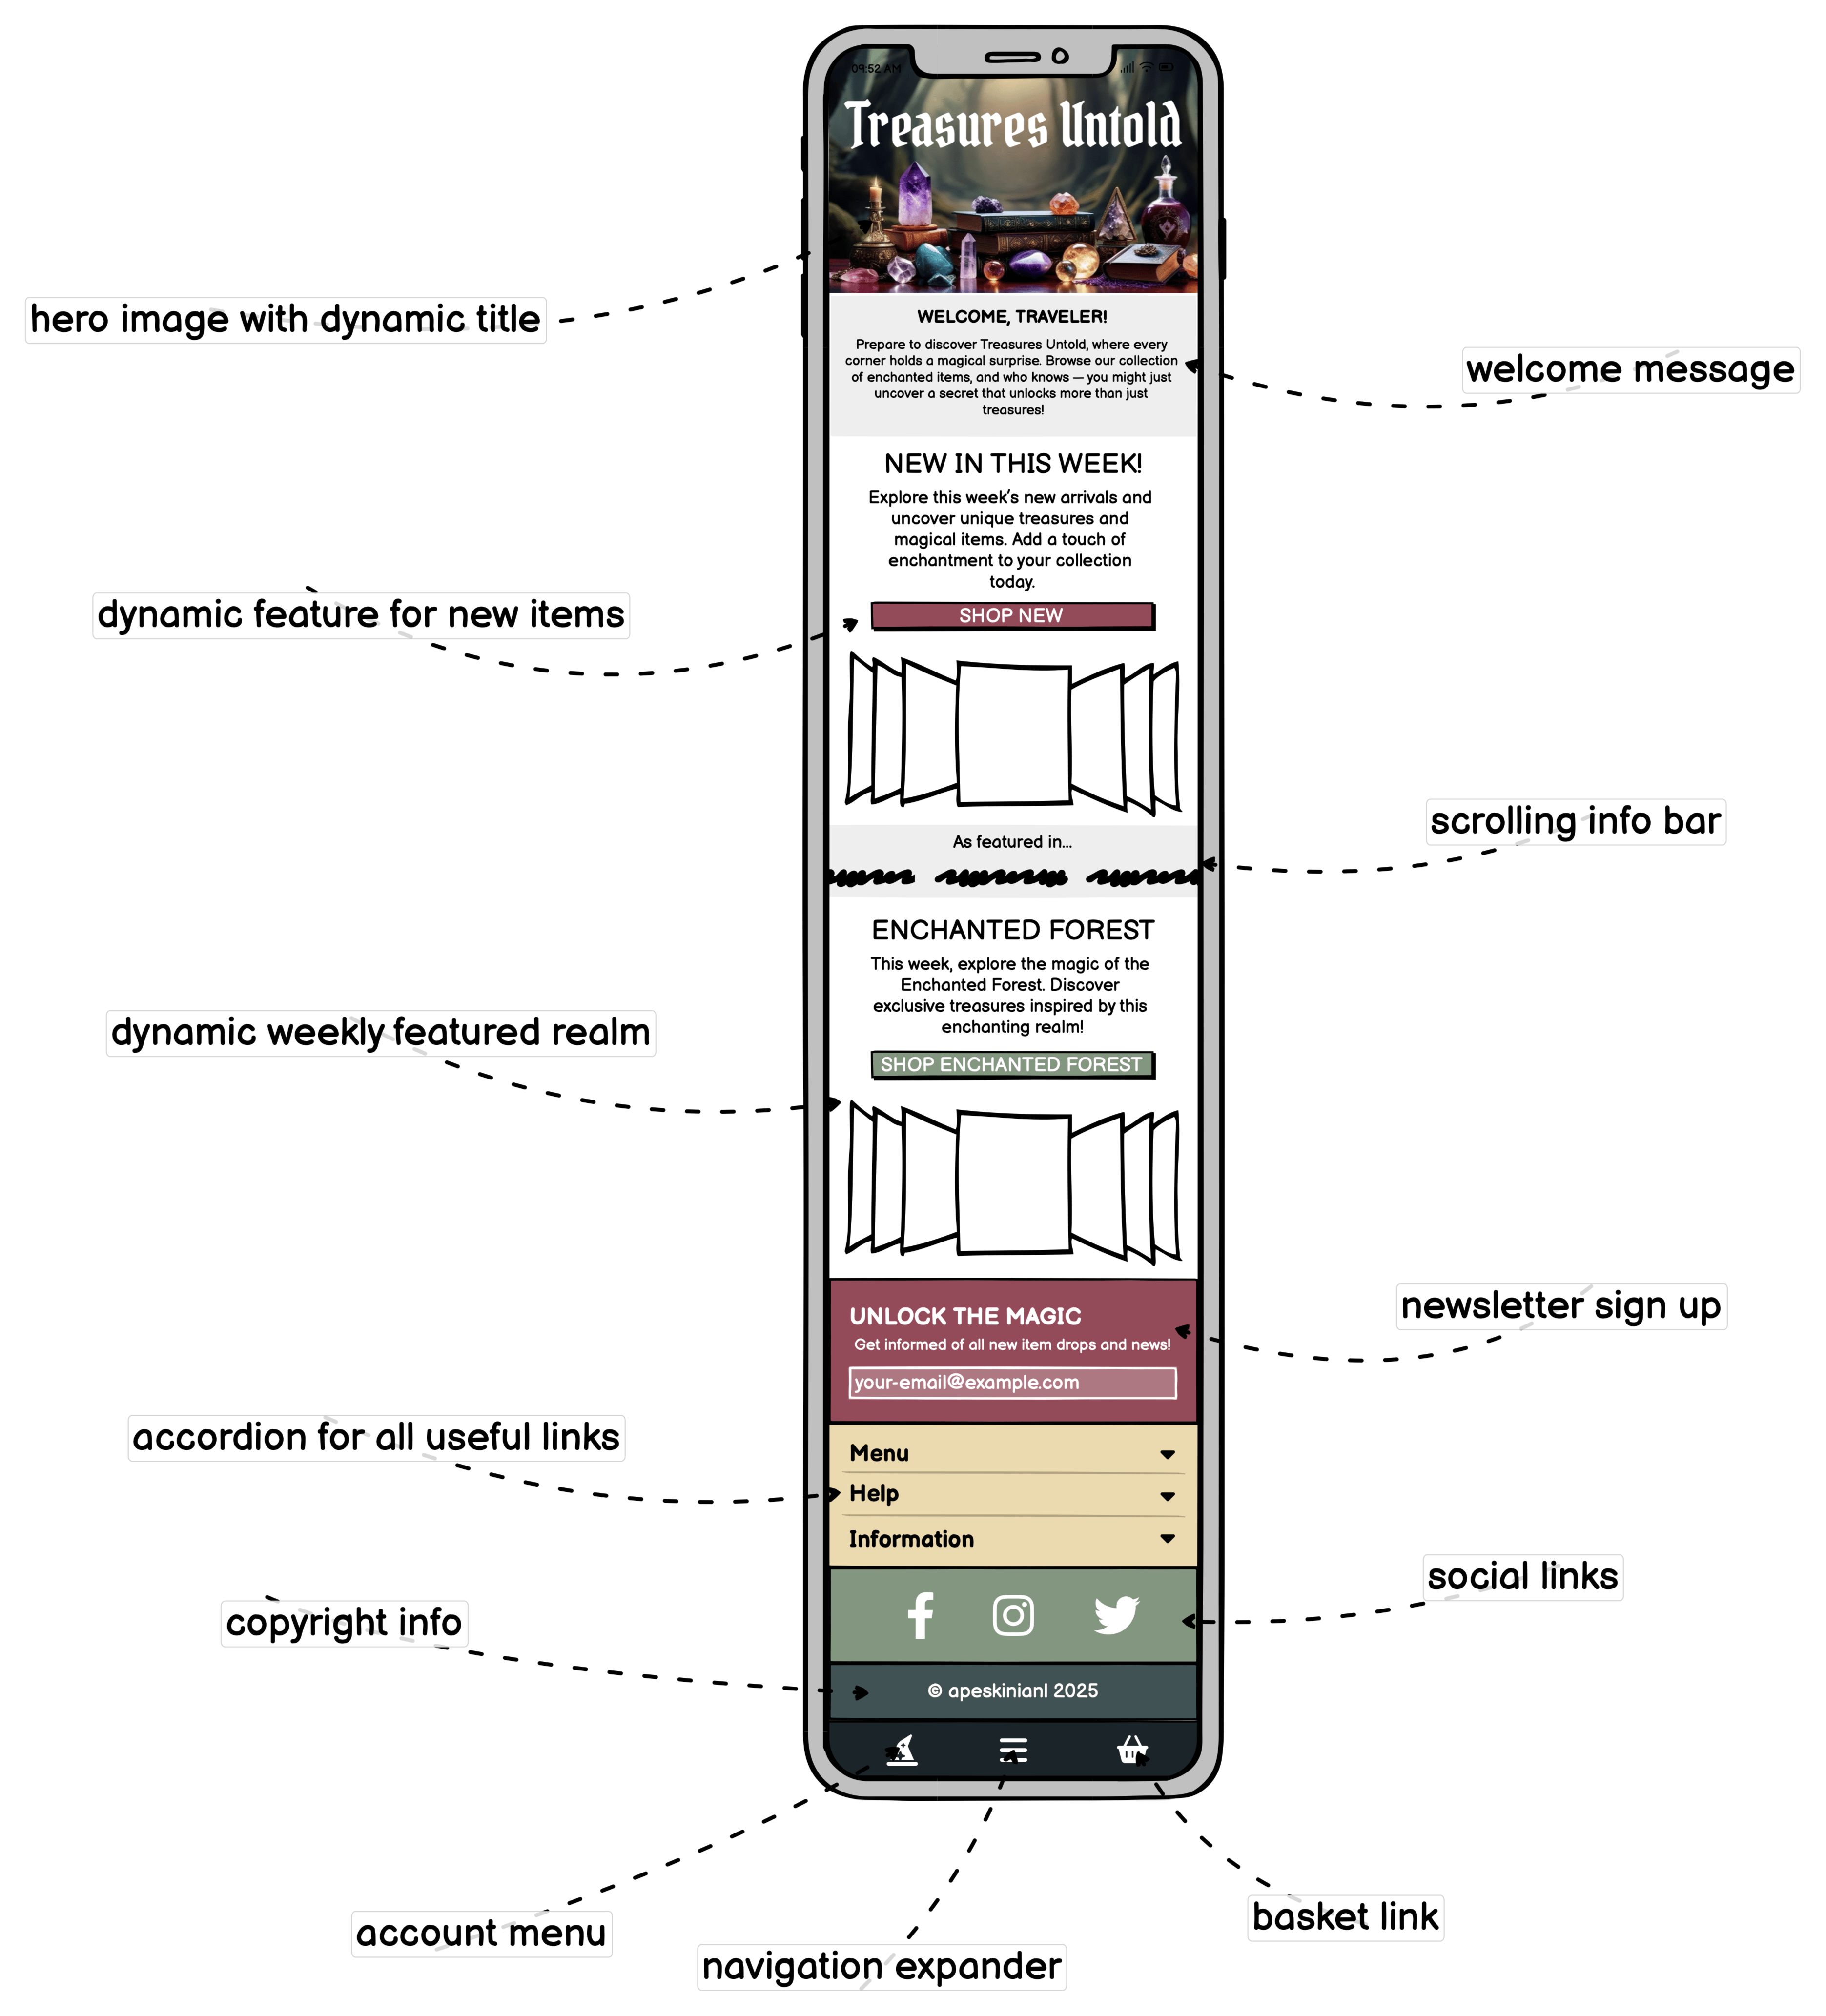 09:52 AM
Treasures Untold
hero image with dynamic title
WELCOME, TRAVELER!
Prepare to discover Treasures Untold, where every
corner holds a magical surprise. Browse our collection
of enchanted items, and who knows — you might just
uncover a secret that unlocks more than just
treasures!
welcome message
NEW IN THIS WEEK!
Explore this week's new arrivals and
uncover unique treasures and
magical items. Add a touch of
enchantment to your collection
today.
dynamic feature for new items
SHOP NEW
scrolling info bar
As featured in...
ENCHANTED FOREST
This week, explore the magic of the
Enchanted Forest. Discover
exclusive treasures inspired by this
enchanting realm!
dynamic weekly featured realm
SHOP ENCHANTED FOREST
newsletter sign up
UNLOCK THE MAGIC
Get informed of all new item drops and news!
your-email@example.com
accordion for all useful links
Menu
Help
Information
social links
copyright info
© apeskinian1 2025
account menu
navigation expander
basket link